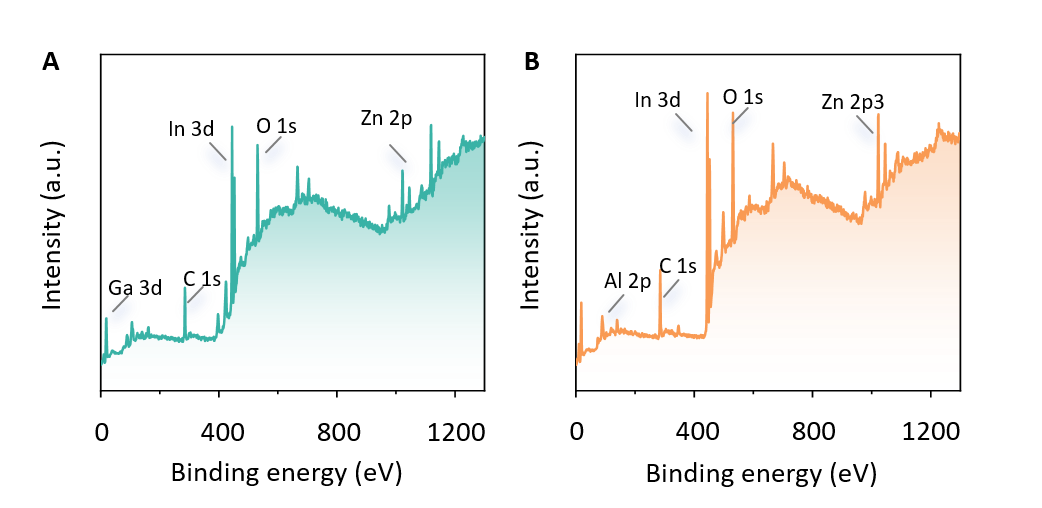 A
Intensity (a.u.)
Ga 3d
C 1s
In 3d
O 1s
Zn 2p
0 400 800 1200
Binding energy (eV)
B
Intensity (a.u.)
Al 2p
C 1s
In 3d
O 1s
Zn 2p3
0 400 800 1200
Binding energy (eV)